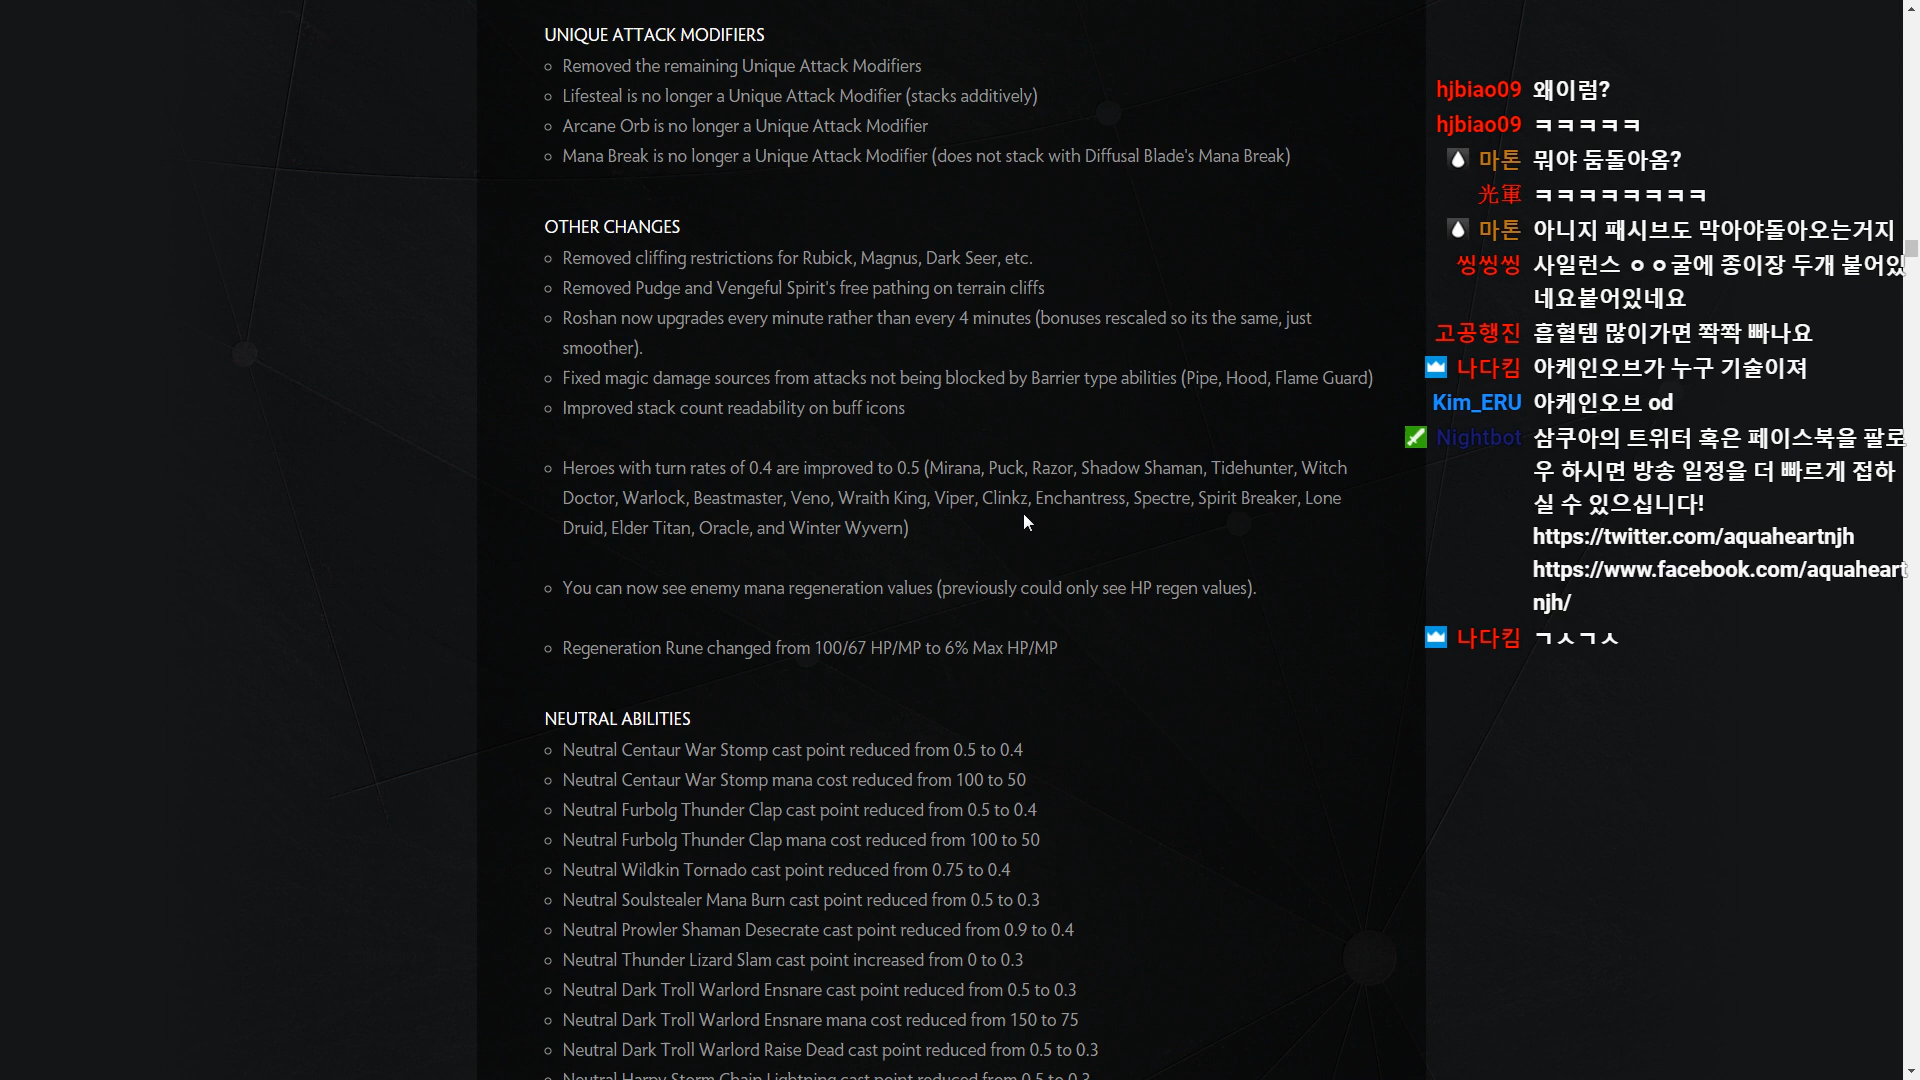 UNIQUE ATTACK MODIFIERS
Removed the remaining Unique Attack Modifiers
Lifesteal is no longer a Unique Attack Modifier (stacks additively)
Arcane Orb is no longer a Unique Attack Modifier
Mana Break is no longer a Unique Attack Modifier (does not stack with Diffusal Blade's Mana Break)
OTHER CHANGES
Removed cliffing restrictions for Rubick, Magnus, Dark Seer, etc.
Removed Pudge and Vengeful Spirit's free pathing on terrain cliffs
Roshan now upgrades every minute rather than every 4 minutes (bonuses rescaled so its the same, just
smoother).
Fixed magic damage sources from attacks not being blocked by Barrier type abilities (Pipe, Hood, Flame Guard)
Improved stack count readability on buff icons
Heroes with turn rates of 0.4 are improved to 0.5 (Mirana, Puck, Razor, Shadow Shaman, Tidehunter, Witch
Doctor, Warlock, Beastmaster, Veno, Wraith King, Viper, Clinkz, Enchantress, Spectre, Spirit Breaker, Lone
Druid, Elder Titan, Oracle, and Winter Wyvern)
You can now see enemy mana regeneration values (previously could only see HP regen values).
Regeneration Rune changed from 100/67 HP/MP to 6% Max HP/MP
NEUTRAL ABILITIES
Neutral Centaur War Stomp cast point reduced from 0.5 to 0.4
Neutral Centaur War Stomp mana cost reduced from 100 to 50
Neutral Furbolg Thunder Clap cast point reduced from 0.5 to 0.4
Neutral Furbolg Thunder Clap mana cost reduced from 100 to 50
Neutral Wildkin Tornado cast point reduced from 0.75 to 0.4
Neutral Soulstealer Mana Burn cast point reduced from 0.5 to 0.3
Neutral Prowler Shaman Desecrate cast point reduced from 0.9 to 0.4
Neutral Thunder Lizard Slam cast point increased from 0 to 0.3
Neutral Dark Troll Warlord Ensnare cast point reduced from 0.5 to 0.3
Neutral Dark Troll Warlord Ensnare mana cost reduced from 150 to 75
Neutral Dark Troll Warlord Raise Dead cast point reduced from 0.5 to 0.3
Neutral Harpy Storm Chain Lightning cast point reduced from 0.5 to 0.3
hjbiao09 왜이럼?
hjbiao09 ㅋㅋㅋㅋㅋ
마톤 뭐야 둠돌아옴?
光軍 ㅋㅋㅋㅋㅋㅋㅋㅋ
마톤 아니지 패시브도 막아야돌아오는거지
씽씽씽 사일런스 ㅇㅇ굴에 종이장 두개 붙어있
네요붙어있네요
고공행진 흡혈템 많이가면 쫙쫙 빠나요
나다킴 아케인오브가 누구 기술이져
Kim_ERU 아케인오브 od
Nightbot 삼쿠아의 트위터 혹은 페이스북을 팔로
우 하시면 방송 일정을 더 빠르게 접하
실 수 있으십니다!
https://twitter.com/aquaheartnjh
https://www.facebook.com/aquaheart
njh/
나다킴 ㄱㅅㄱㅅ